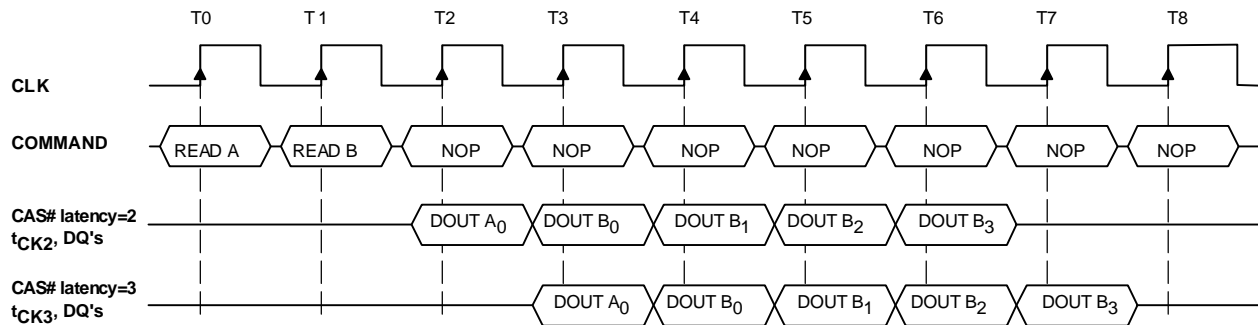 T0 T1 T2 T3 T4 T5 T6 T7 T8
CLK
COMMAND READ A READ B NOP NOP NOP NOP NOP NOP NOP
CAS# latency=2
tCK2, DQ's DOUT A0 DOUT B0 DOUT B1 DOUT B2 DOUT B3
CAS# latency=3
tCK3, DQ's DOUT A0 DOUT B0 DOUT B1 DOUT B2 DOUT B3